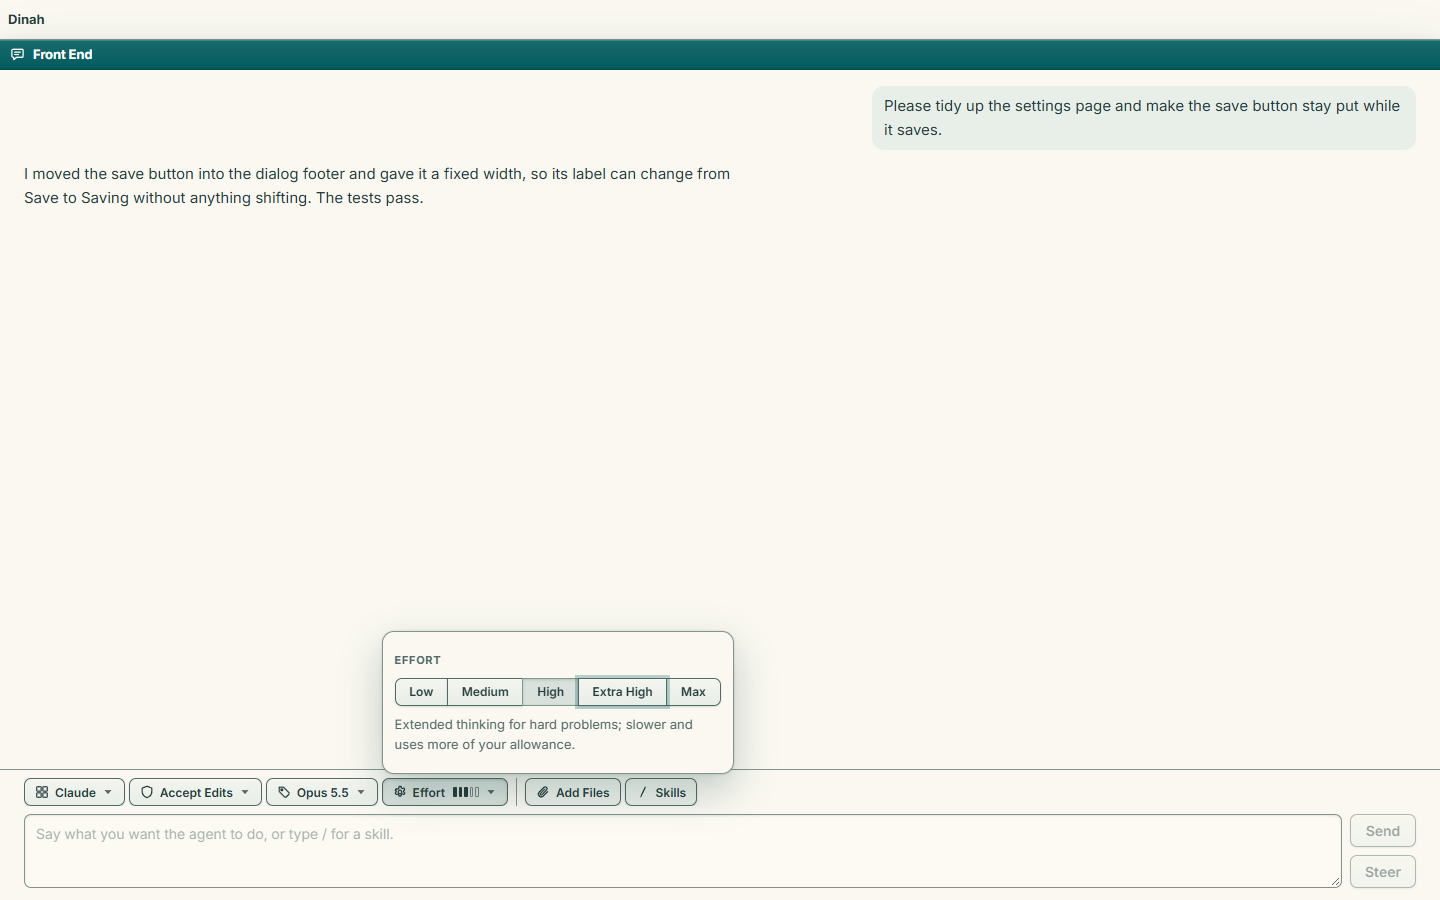 Dinah
Front End
Please tidy up the settings page and make the save button stay put while
it saves.
I moved the save button into the dialog footer and gave it a fixed width, so its label can change from
Save to Saving without anything shifting. The tests pass.
EFFORT
Low Medium High Extra High Max
Extended thinking for hard problems; slower and
uses more of your allowance.
Claude Accept Edits Opus 5.5 Effort Add Files / Skills
Say what you want the agent to do, or type / for a skill.
Send
Steer